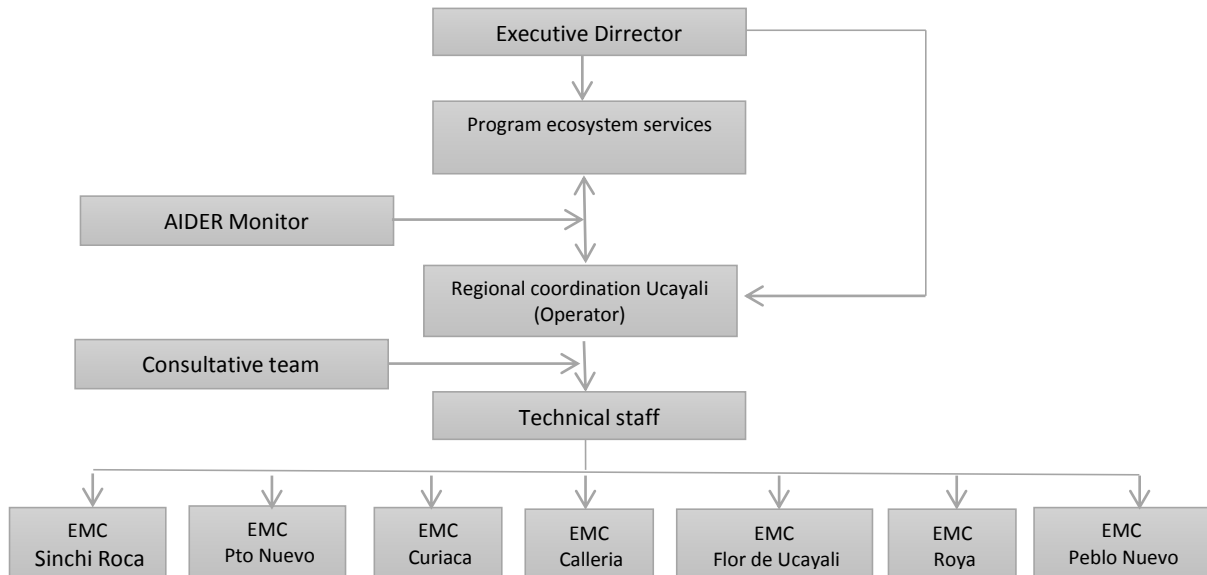 Executive Dirrector
Program ecosystem services
AIDER Monitor
Regional coordination Ucayali
(Operator)
Consultative team
Technical staff
EMC
Sinchi Roca
EMC
Pto Nuevo
EMC
Curiaca
EMC
Calleria
EMC
Flor de Ucayali
EMC
Roya
EMC
Peblo Nuevo